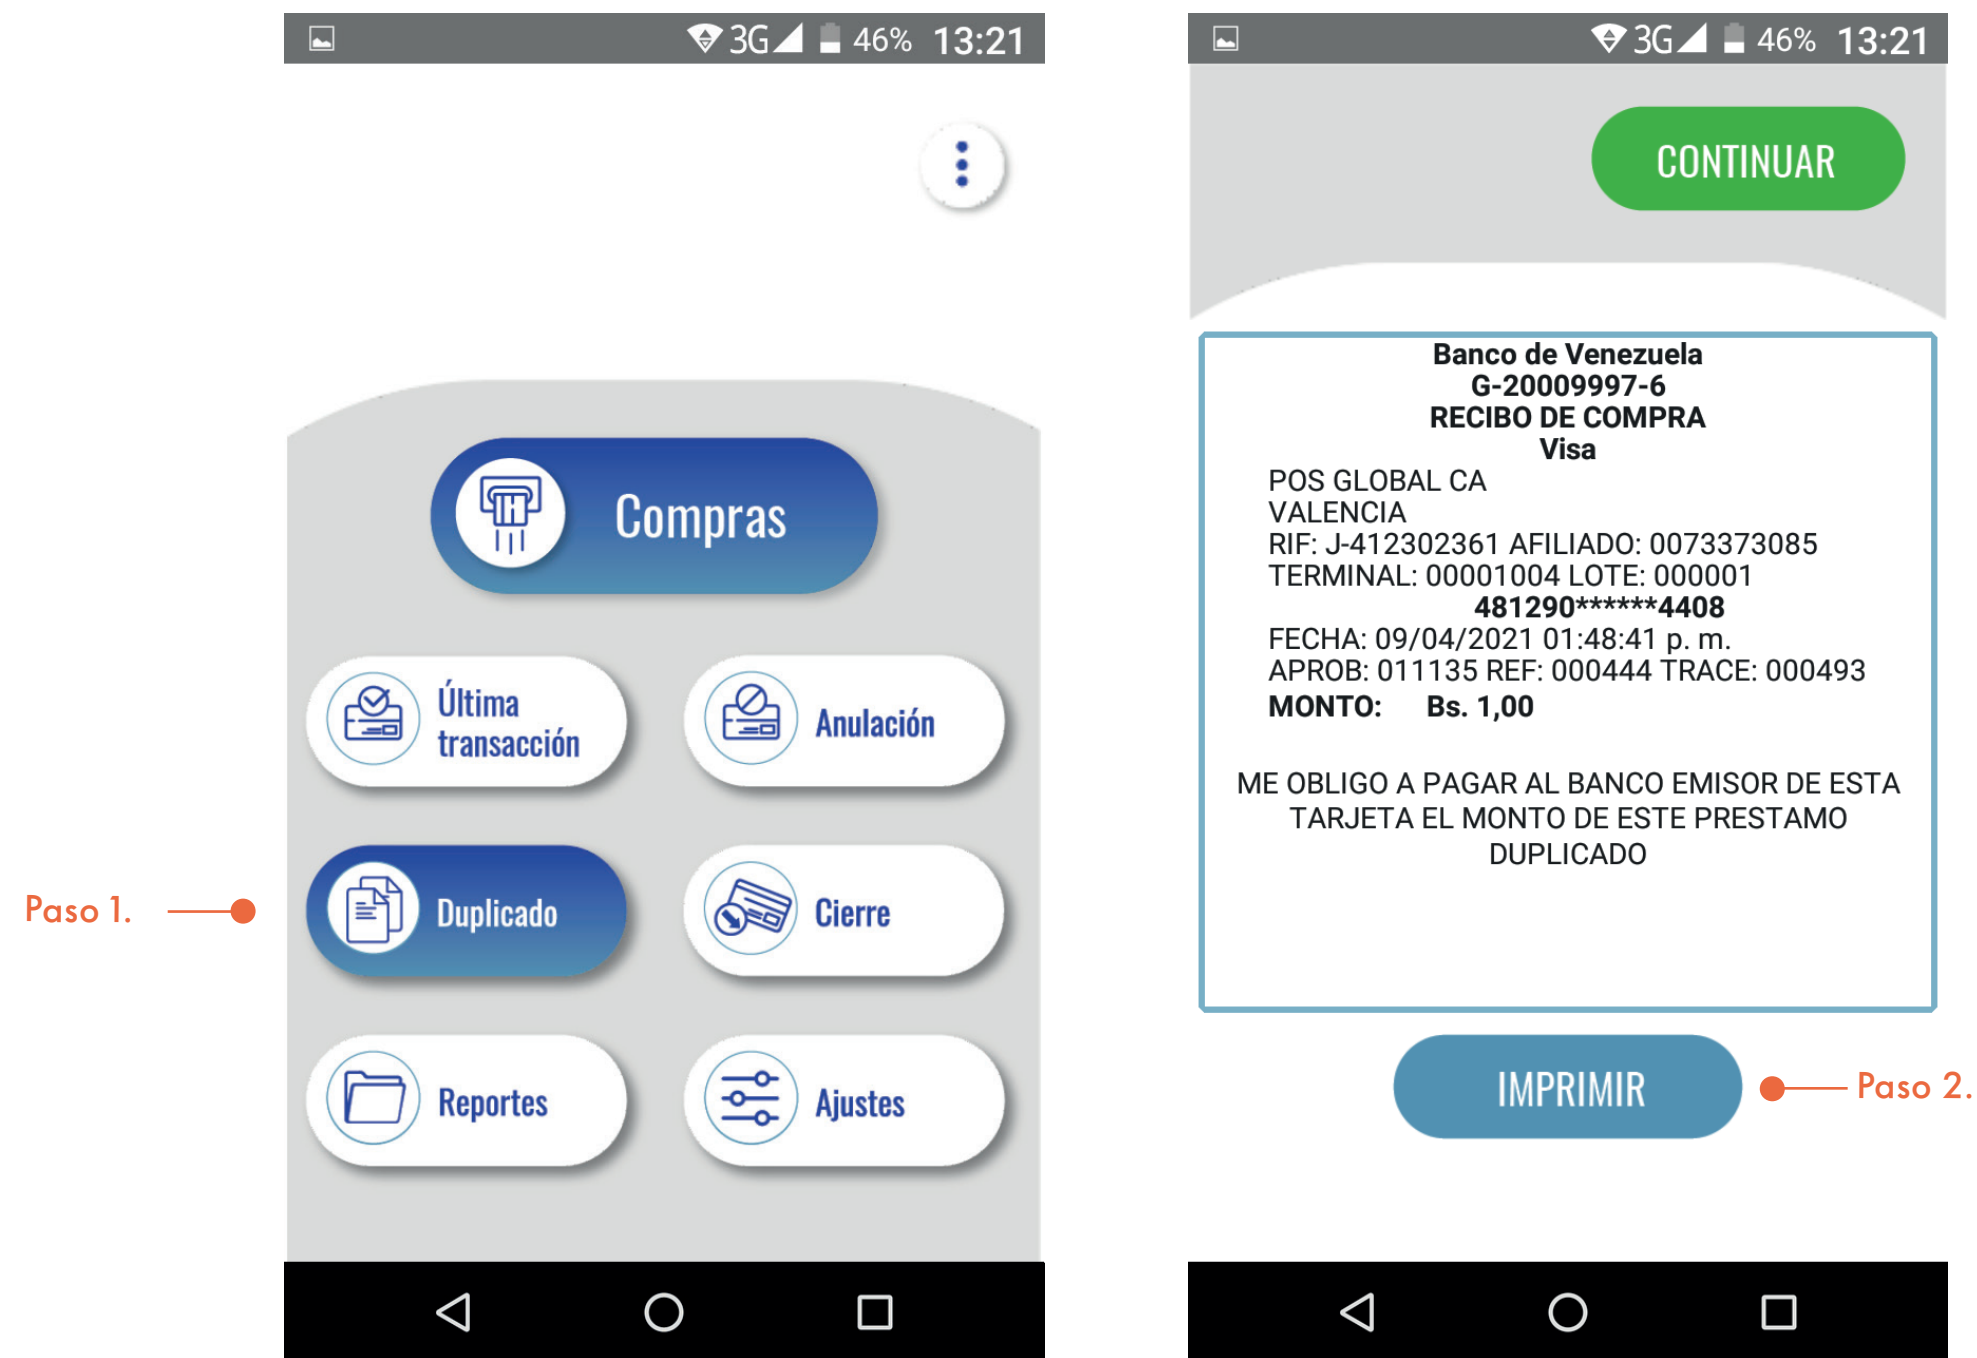 3G 46% 13:21
Compras
Última
transacción
Anulación
Paso 1.
Duplicado
Cierre
Reportes
Ajustes
3G 46% 13:21
CONTINUAR
Banco de Venezuela
G-20009997-6
RECIBO DE COMPRA
Visa
POS GLOBAL CA
VALENCIA
RIF: J-412302361 AFILIADO: 0073373085
TERMINAL: 00001004 LOTE: 000001
481290******4408
FECHA: 09/04/2021 01:48:41 p. m.
APROB: 011135 REF: 000444 TRACE: 000493
MONTO: Bs. 1,00
ME OBLIGO A PAGAR AL BANCO EMISOR DE ESTA
TARJETA EL MONTO DE ESTE PRESTAMO
DUPLICADO
IMPRIMIR
Paso 2.